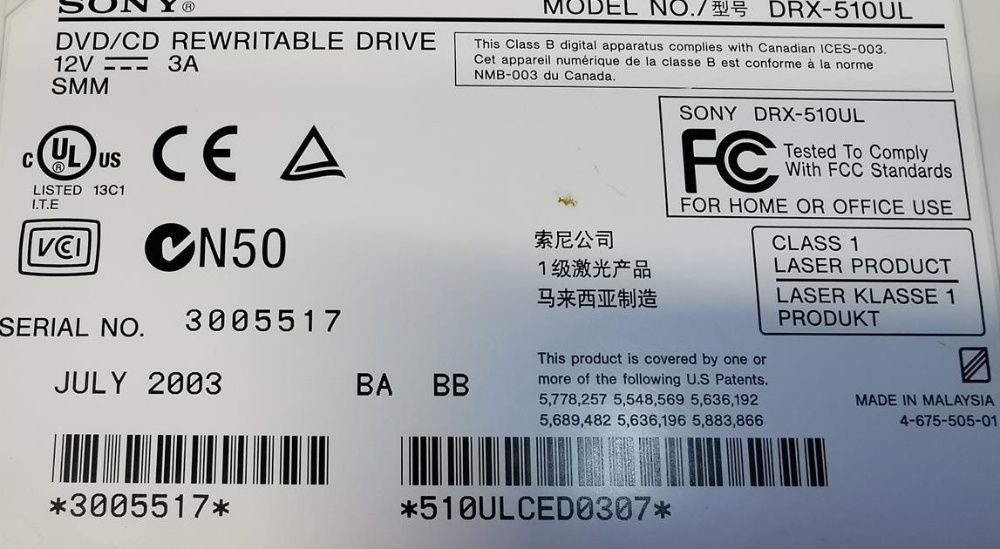 SONY®
MODEL NO./型号 DRX-510UL
DVD/CD REWRITABLE DRIVE
12V 3A
SMM
This Class B digital apparatus complies with Canadian ICES-003.
Cet appareil numérique de la classe B est conforme à la norme
NMB-003 du Canada.
SONY DRX-510UL
FC Tested To Comply
With FCC Standards
FOR HOME OR OFFICE USE
C UL® US
LISTED 13C1
I.T.E
CE
VCCI
N50
索尼公司
1级激光产品
马来西亚制造
CLASS 1
LASER PRODUCT
LASER KLASSE 1
PRODUKT
SERIAL NO. 3005517
JULY 2003 BA BB
This product is covered by one or
more of the following U.S Patents.
5,778,257 5,548,569 5,636,192
5,689,482 5,636,196 5,883,866
MADE IN MALAYSIA
4-675-505-01
*3005517*
*510ULCED0307*